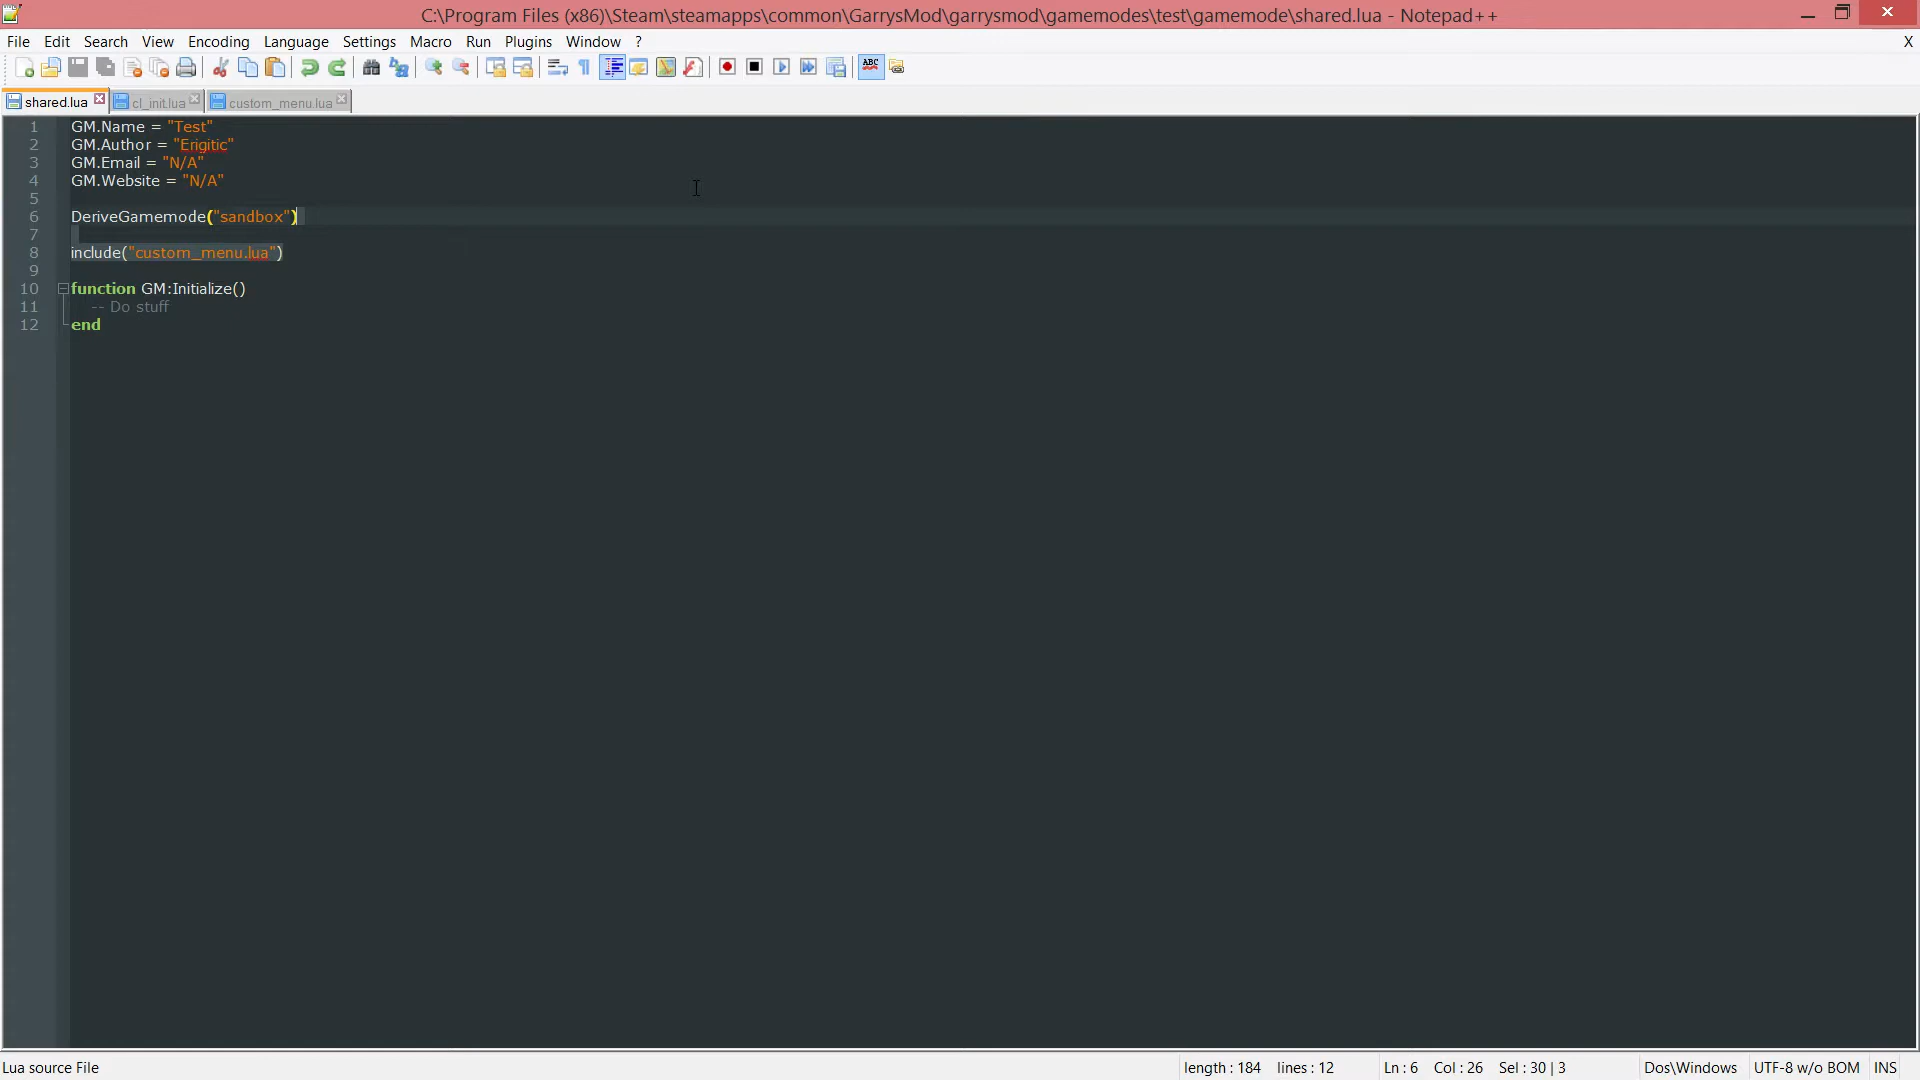 C:\Program Files (x86)\Steam\steamapps\common\GarrysMod\garrysmod\gamemodes\test\gamemode\shared.lua - Notepad++
File Edit Search View Encoding Language Settings Macro Run Plugins Window ? X
ABC
shared.lua cl_init.lua custom_menu.lua
1 GM.Name = "Test"
2 GM.Author = "Erigitic"
3 GM.Email = "N/A"
4 GM.Website = "N/A"
5
6 DeriveGamemode("sandbox")
7
8 include("custom_menu.lua")
9
10 function GM:Initialize()
11 -- Do stuff
12 end
Lua source File length : 184 lines : 12 Ln : 6 Col : 26 Sel : 30 | 3 Dos\Windows UTF-8 w/o BOM INS